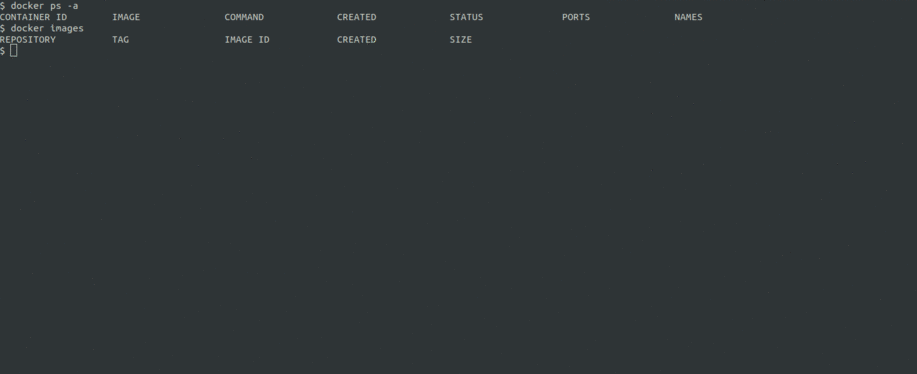 $ docker ps -a
CONTAINER ID IMAGE COMMAND CREATED STATUS PORTS NAMES
$ docker images
REPOSITORY TAG IMAGE ID CREATED SIZE
$